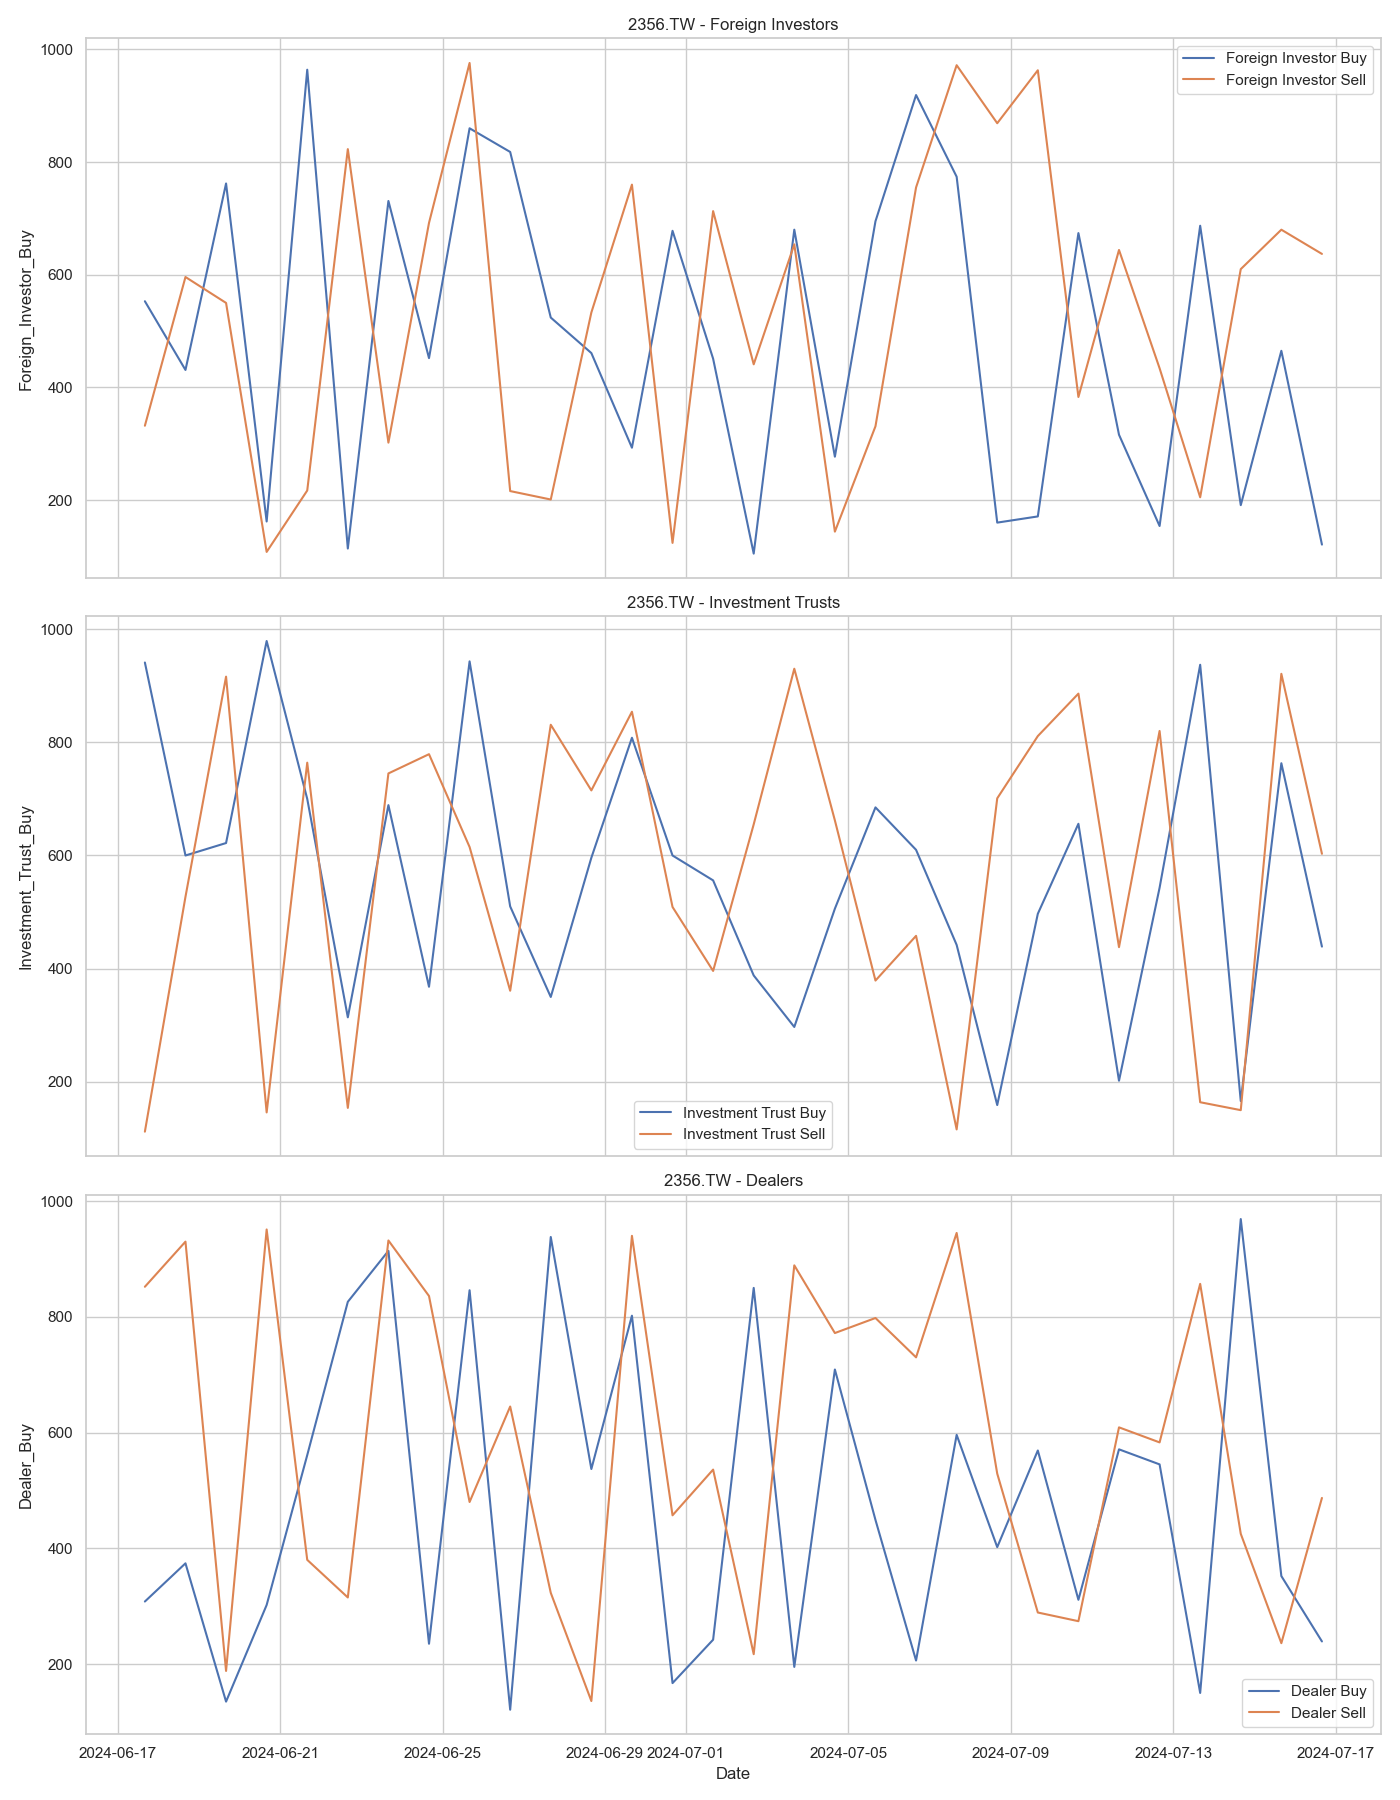 2356.TW - Foreign Investors
1000
800
600
400
200
Foreign_Investor_Buy
Foreign Investor Buy
Foreign Investor Sell
2356.TW - Investment Trusts
1000
800
600
400
200
Investment_Trust_Buy
Investment Trust Buy
Investment Trust Sell
2356.TW - Dealers
1000
800
600
400
200
Dealer_Buy
Dealer Buy
Dealer Sell
2024-06-17 2024-06-21 2024-06-25 2024-06-29 2024-07-01 2024-07-05 2024-07-09 2024-07-13 2024-07-17
Date